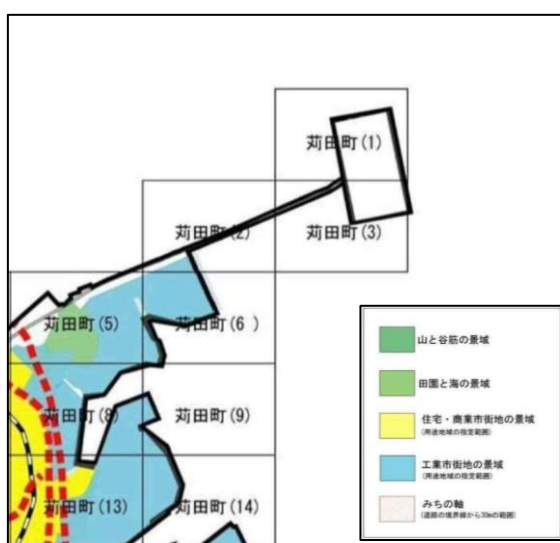 苅田町(1)
苅田町(2)
苅田町(3)
苅田町(5)
苅田町(6 )
苅田町(8)
苅田町(9)
苅田町(13)
苅田町(14)
山と谷筋の景域
田園と海の景域
住宅・商業市街地の景域
(用途地域の指定範囲)
工業市街地の景域
(用途地域の指定範囲)
みちの軸
(道路の境界線から30mの範囲)